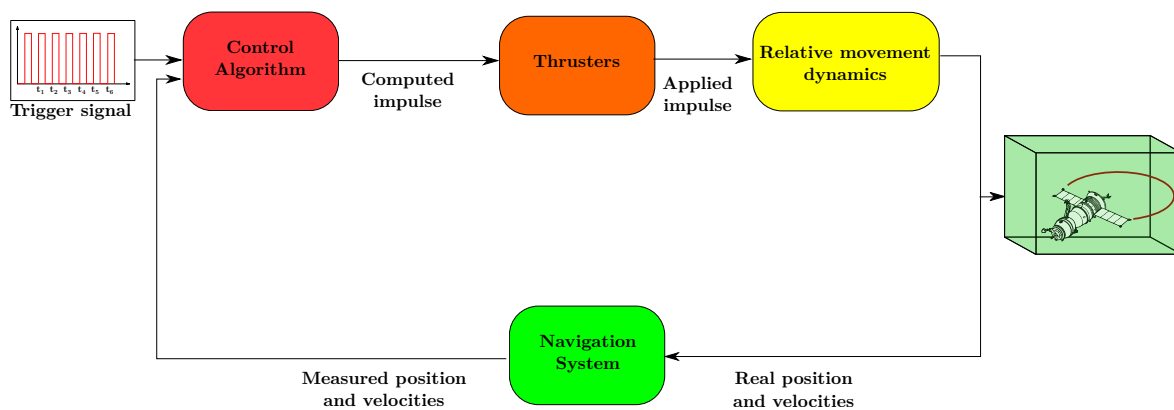 t1 t2 t3 t4 t5 t6
Trigger signal
Control
Algorithm
Computed
impulse
Thrusters
Applied
impulse
Relative movement
dynamics
Navigation
System
Measured position
and velocities
Real position
and velocities